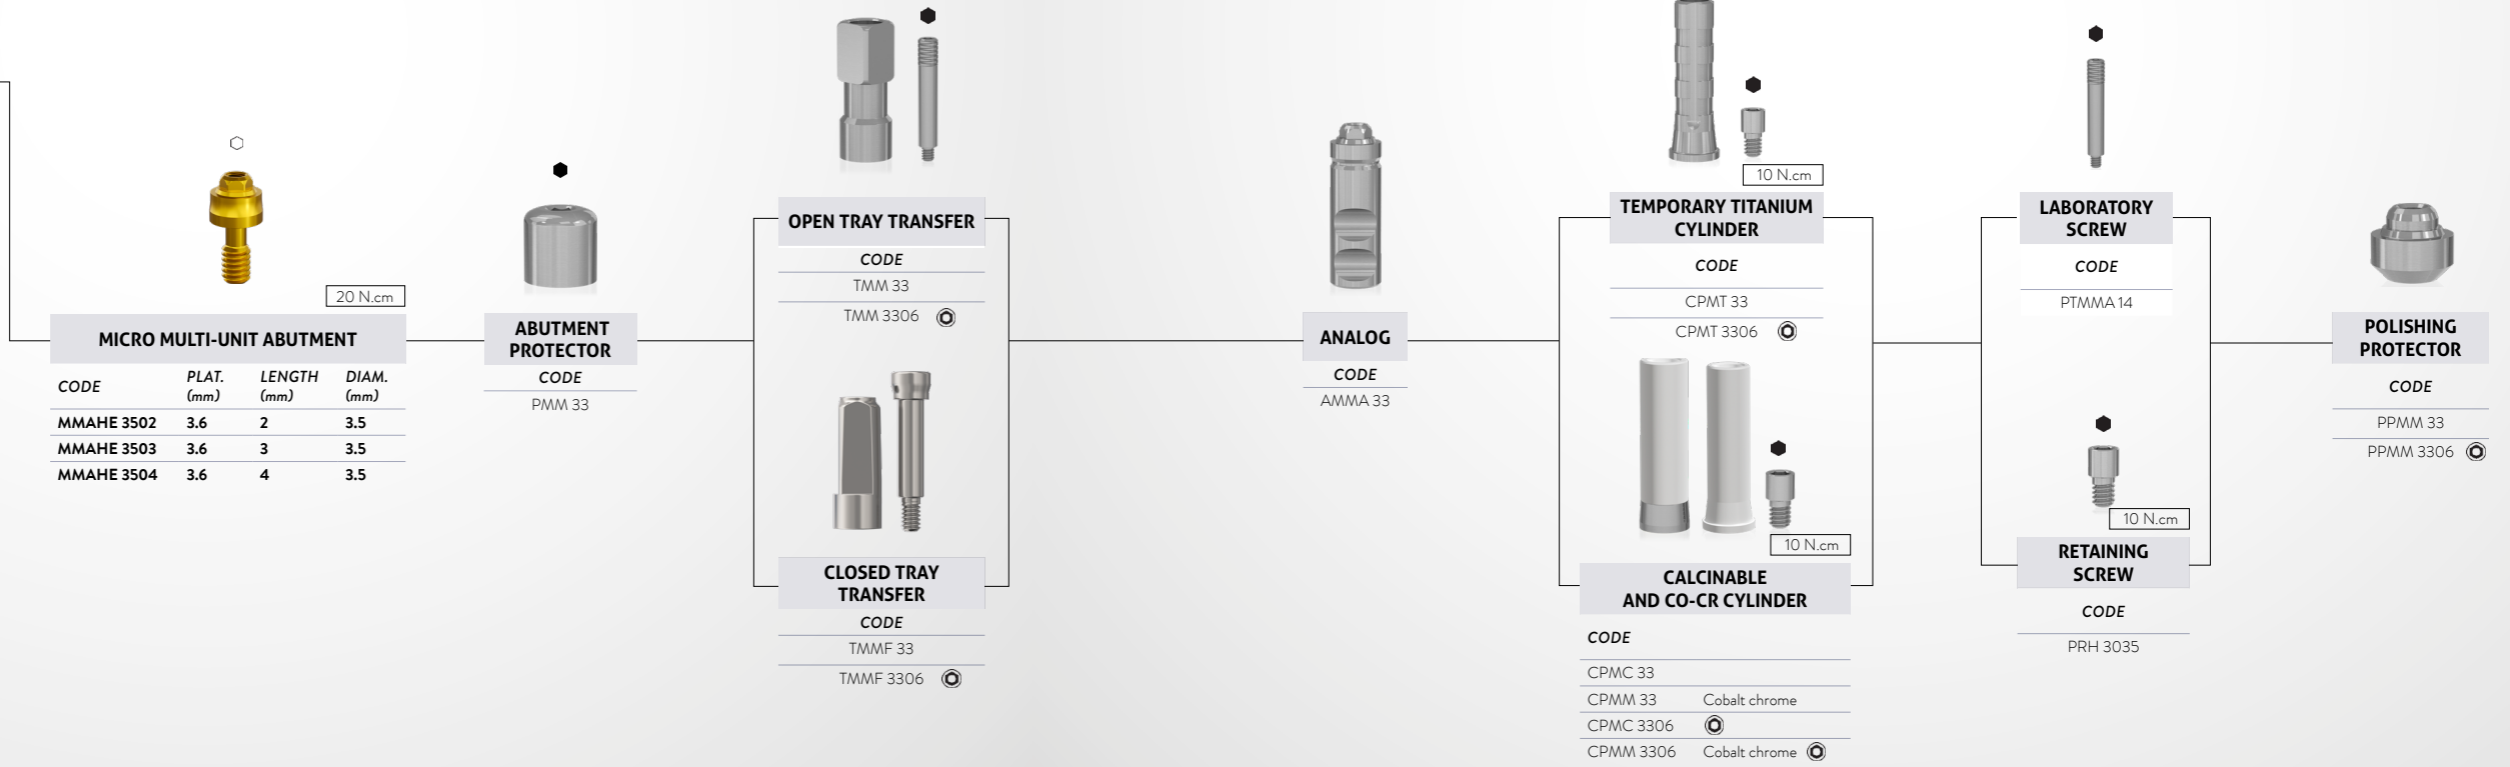 20 N.cm
MICRO MULTI-UNIT ABUTMENT
CODE PLAT. (mm) LENGTH (mm) DIAM. (mm)
MMAHE 3502 3.6 2 3.5
MMAHE 3503 3.6 3 3.5
MMAHE 3504 3.6 4 3.5
ABUTMENT
PROTECTOR
CODE
PMM 33
OPEN TRAY TRANSFER
CODE
TMM 33
TMM 3306
CLOSED TRAY
TRANSFER
CODE
TMMF 33
TMMF 3306
ANALOG
CODE
AMMA 33
10 N.cm
TEMPORARY TITANIUM
CYLINDER
CODE
CPMT 33
CPMT 3306
10 N.cm
CALCINABLE
AND CO-CR CYLINDER
CODE
CPMC 33
CPMM 33 Cobalt chrome
CPMC 3306
CPMM 3306 Cobalt chrome
LABORATORY
SCREW
CODE
PTMMA 14
10 N.cm
RETAINING
SCREW
CODE
PRH 3035
POLISHING
PROTECTOR
CODE
PPMM 33
PPMM 3306